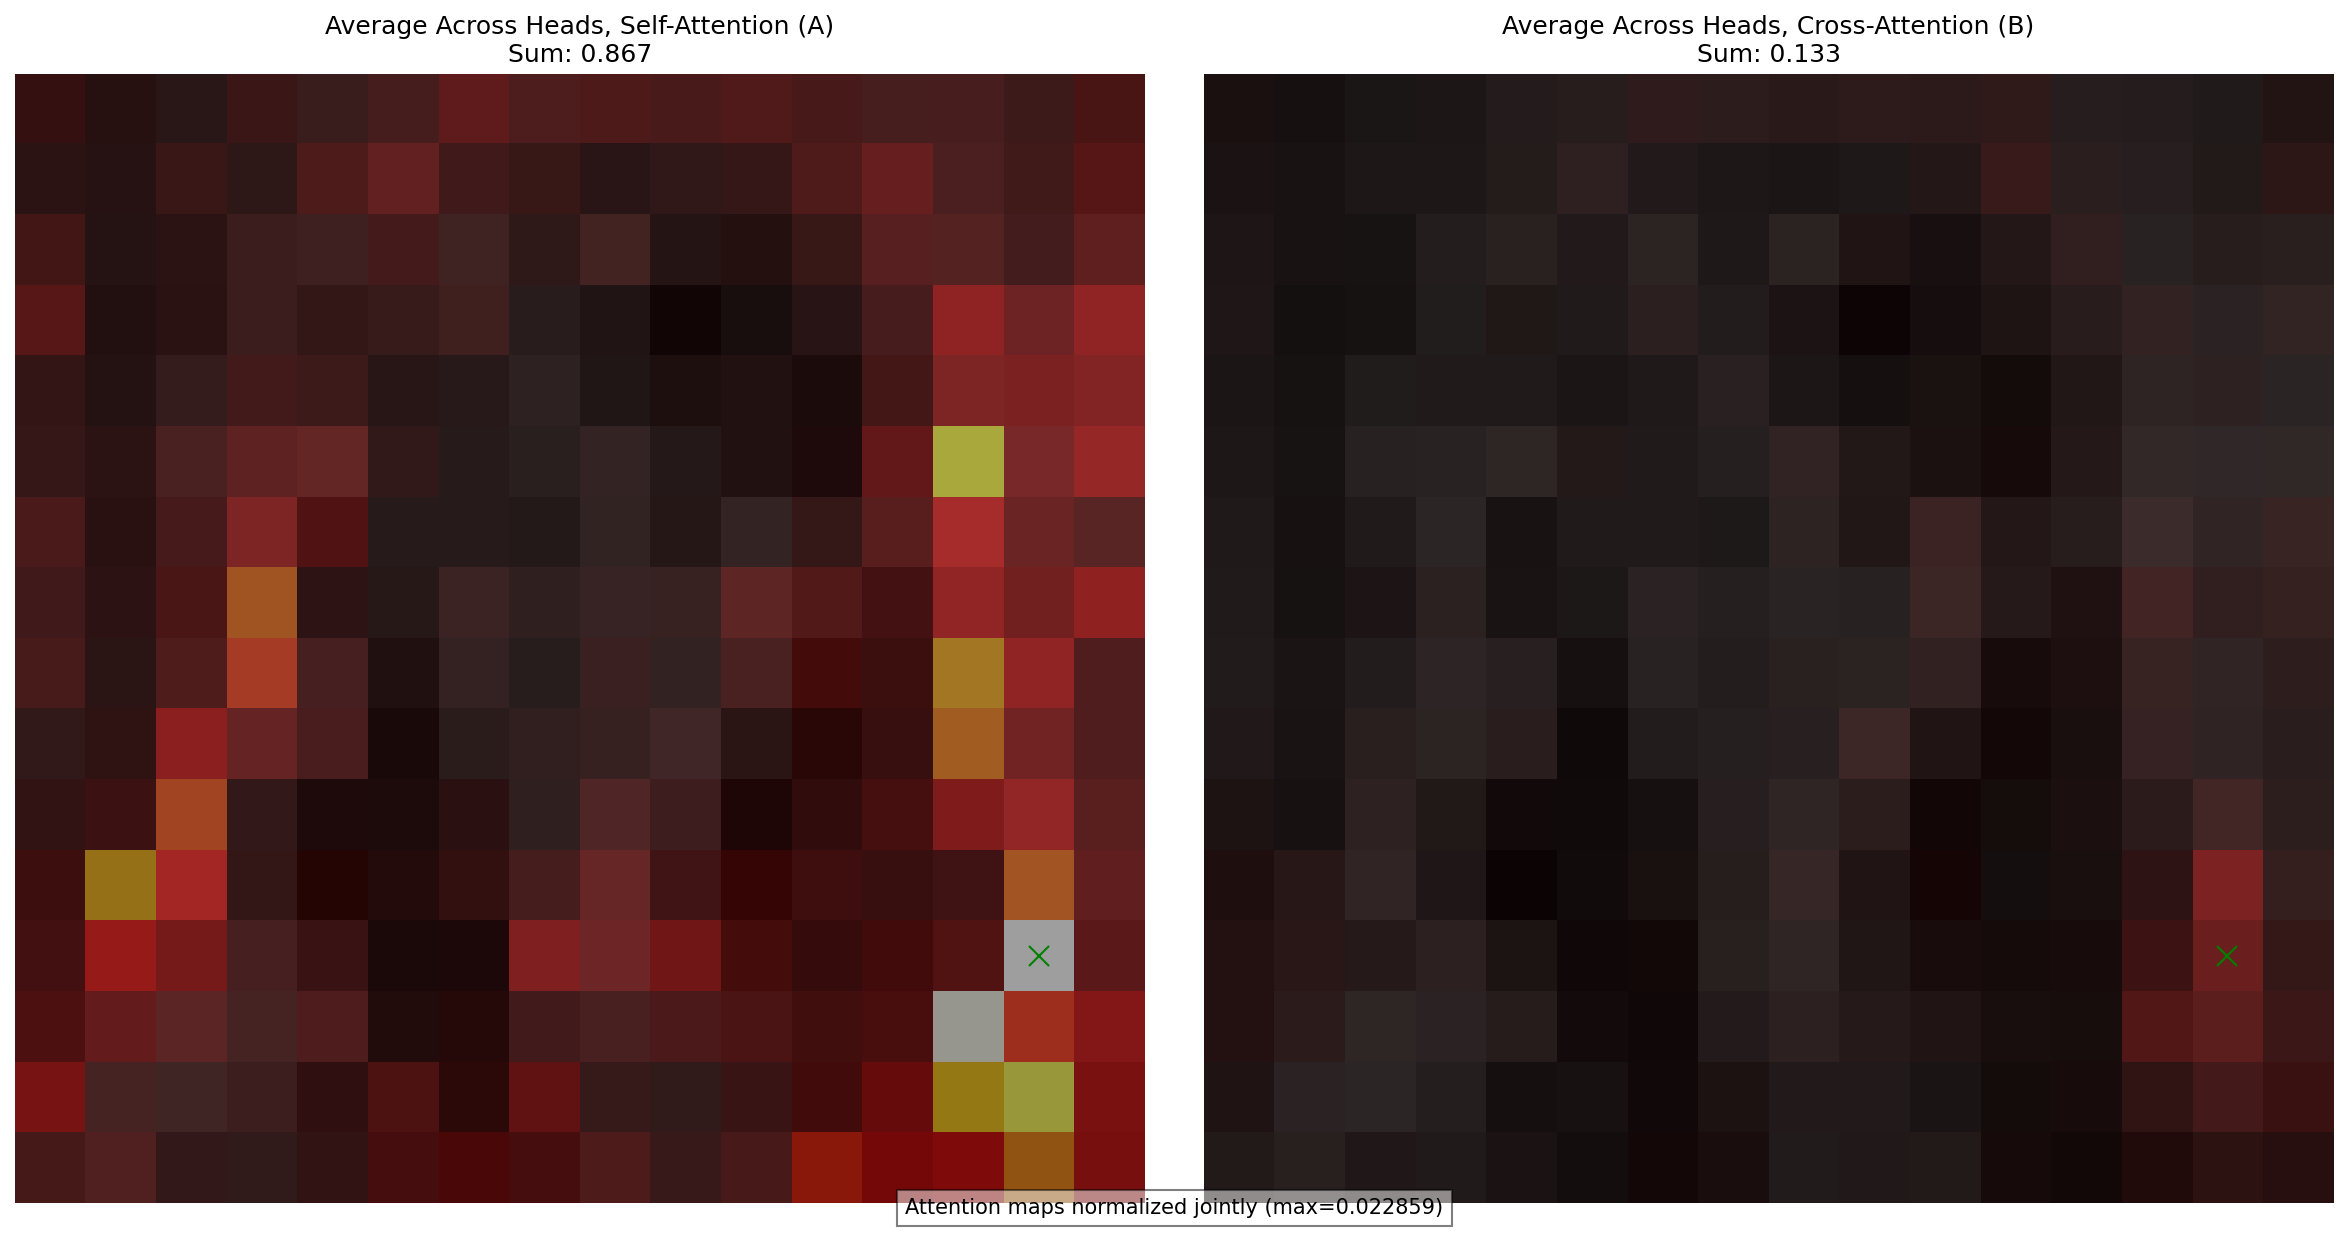 Average Across Heads, Self-Attention (A)
Sum: 0.867
Average Across Heads, Cross-Attention (B)
Sum: 0.133
Attention maps normalized jointly (max=0.022859)